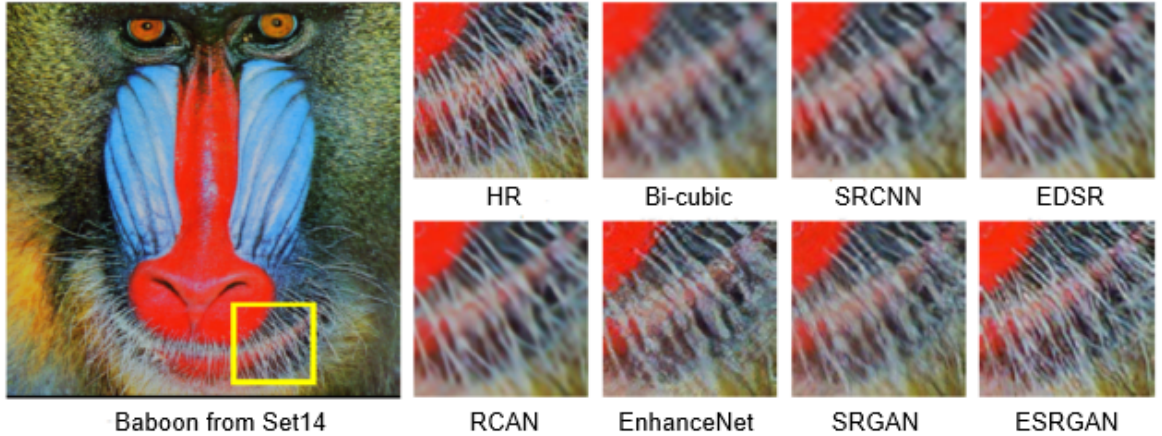 HR Bi-cubic SRCNN EDSR
Baboon from Set14 RCAN EnhanceNet SRGAN ESRGAN